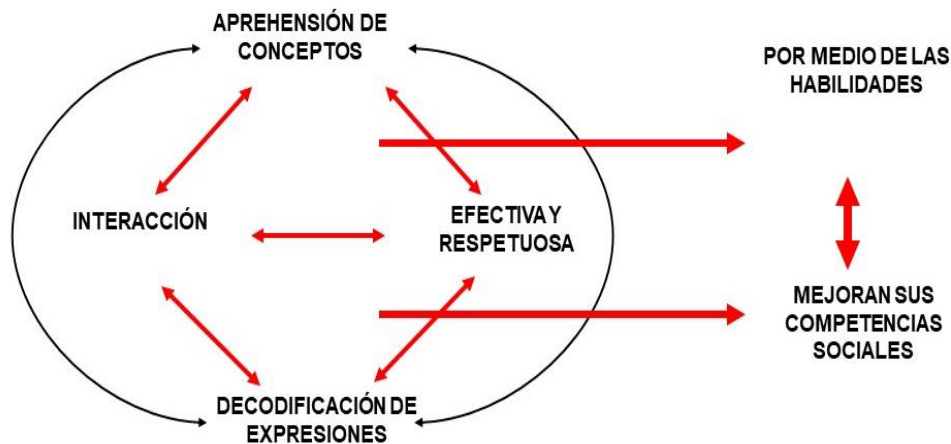 APREHENSIÓN DE
CONCEPTOS
POR MEDIO DE LAS
HABILIDADES
INTERACCIÓN
EFECTIVA Y
RESPETUOSA
MEJORAN SUS
COMPETENCIAS
SOCIALES
DECODIFICACIÓN DE
EXPRESIONES